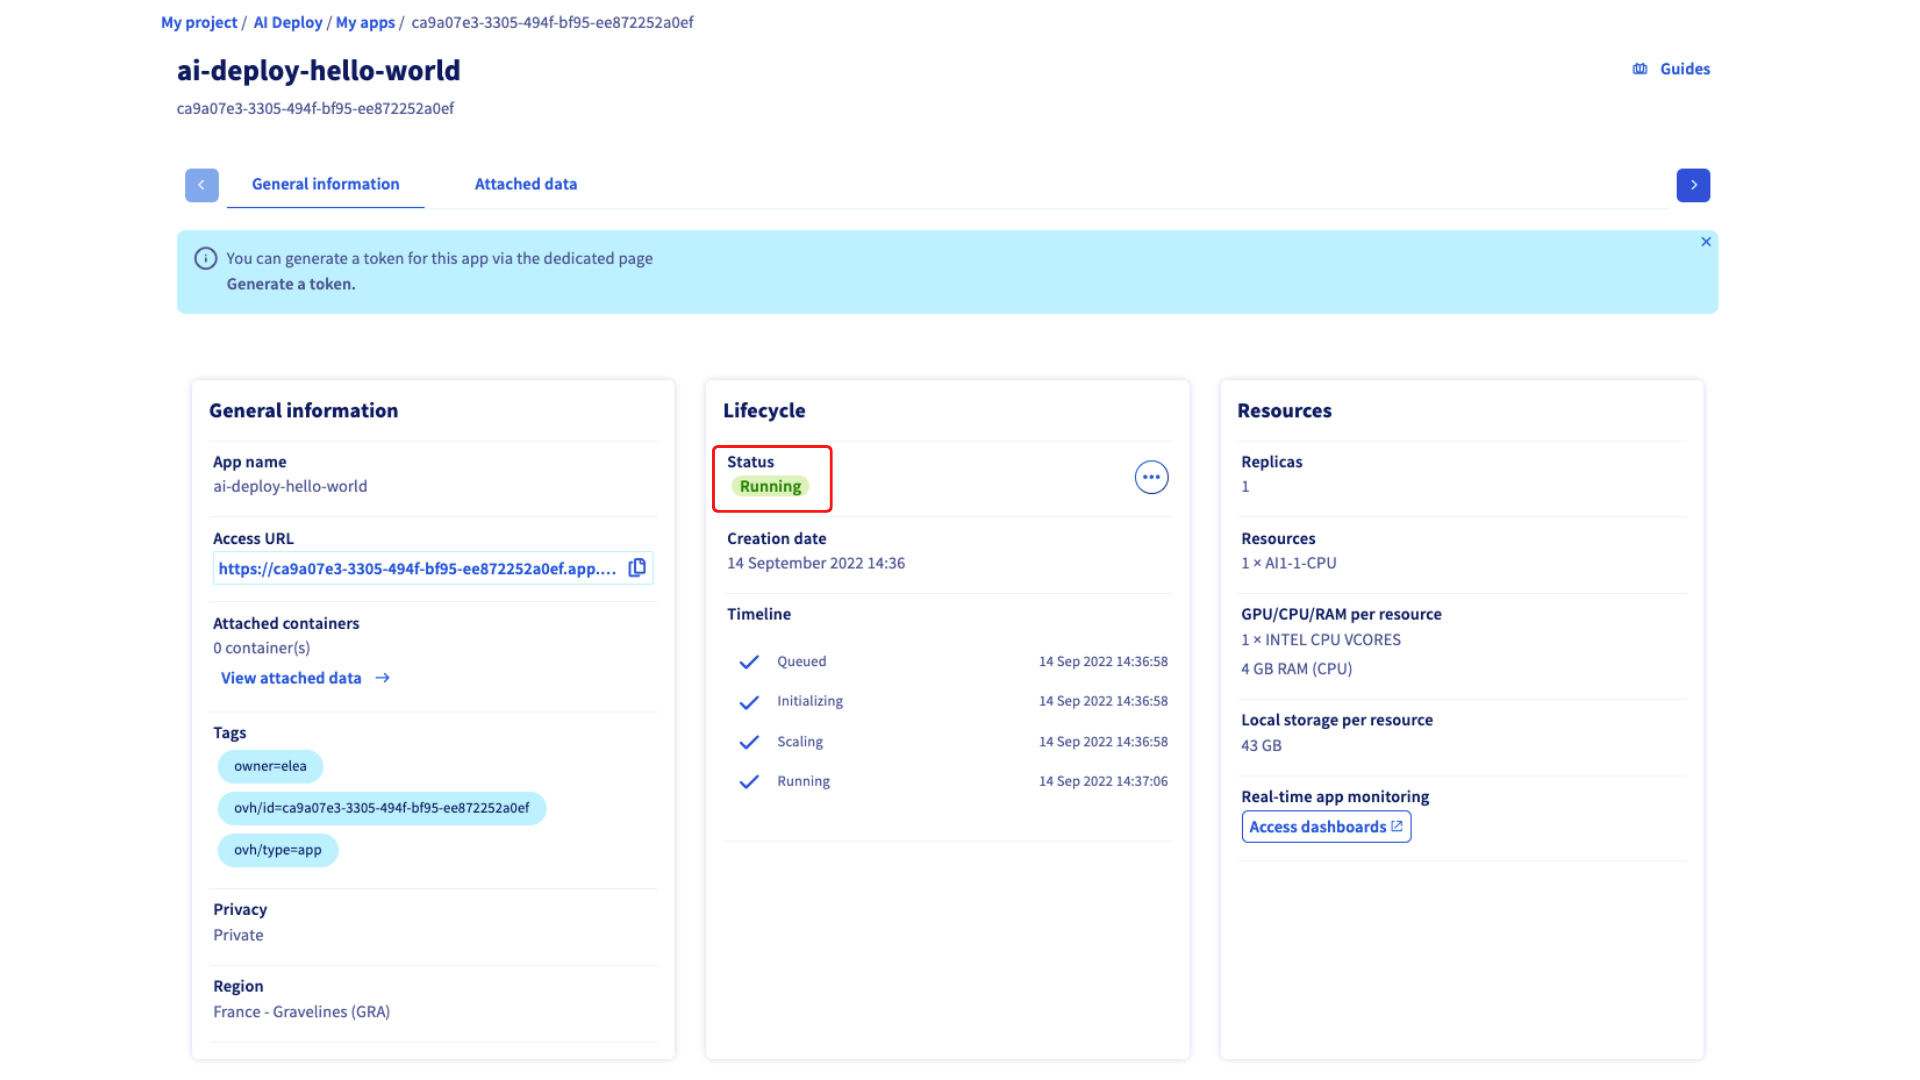 My project / AI Deploy / My apps / ca9a07e3-3305-494f-bf95-ee872252a0ef
ai-deploy-hello-world
Guides
ca9a07e3-3305-494f-bf95-ee872252a0ef
General information
Attached data
You can generate a token for this app via the dedicated page
Generate a token.
General information
App name
ai-deploy-hello-world
Access URL
https://ca9a07e3-3305-494f-bf95-ee872252a0ef.app....
Attached containers
0 container(s)
View attached data
Tags
owner=elea
ovh/id=ca9a07e3-3305-494f-bf95-ee872252a0ef
ovh/type=app
Privacy
Private
Region
France - Gravelines (GRA)
Lifecycle
Status
Running
Creation date
14 September 2022 14:36
Timeline
Queued 14 Sep 2022 14:36:58
Initializing 14 Sep 2022 14:36:58
Scaling 14 Sep 2022 14:36:58
Running 14 Sep 2022 14:37:06
Resources
Replicas
1
Resources
1 × AI1-1-CPU
GPU/CPU/RAM per resource
1 × INTEL CPU VCORES
4 GB RAM (CPU)
Local storage per resource
43 GB
Real-time app monitoring
Access dashboards